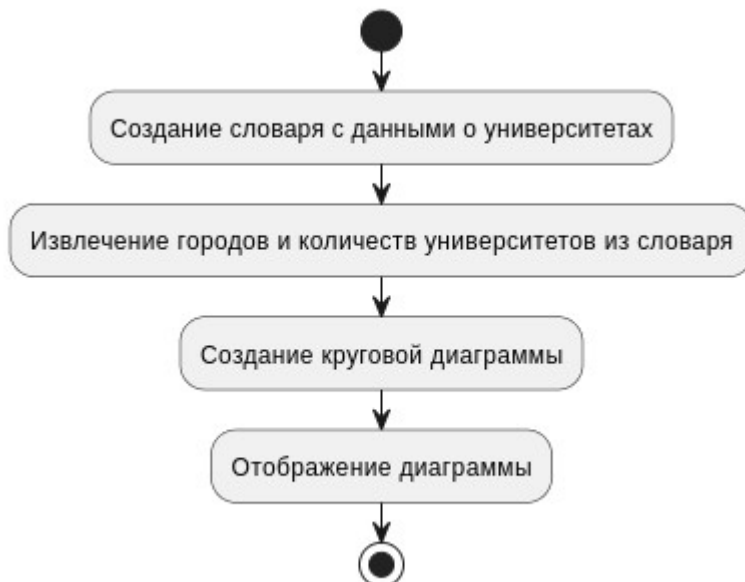 Создание словаря с данными о университетах
Извлечение городов и количеств университетов из словаря
Создание круговой диаграммы
Отображение диаграммы